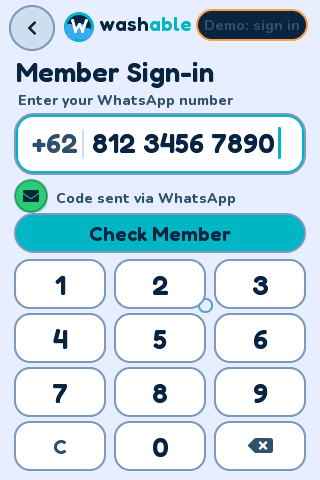 washable
Demo: sign in
Member Sign-in
Enter your WhatsApp number
+62 812 3456 7890
Code sent via WhatsApp
Check Member
1 2 3
4 5 6
7 8 9
C 0